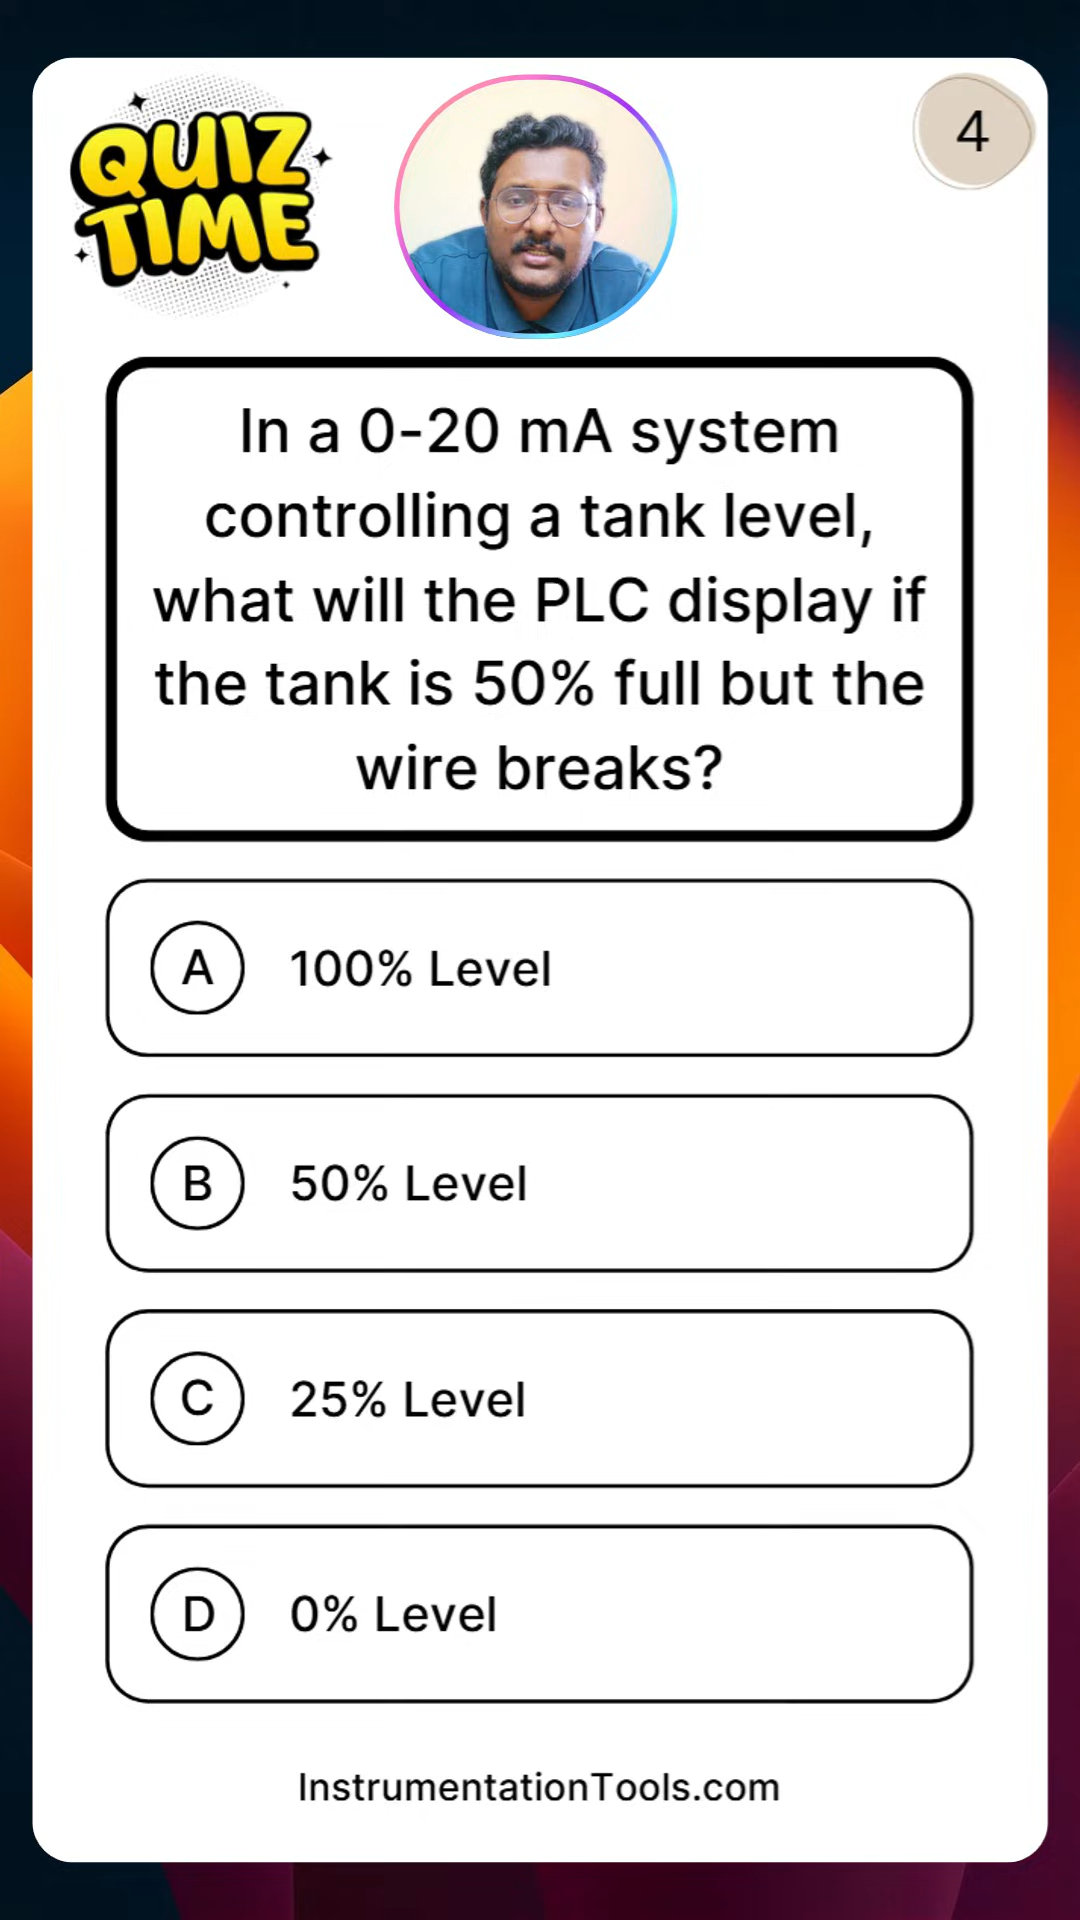 QUIZ
TIME
4
In a 0-20 mA system
controlling a tank level,
what will the PLC display if
the tank is 50% full but the
wire breaks?
A 100% Level
B 50% Level
C 25% Level
D 0% Level
InstrumentationTools.com